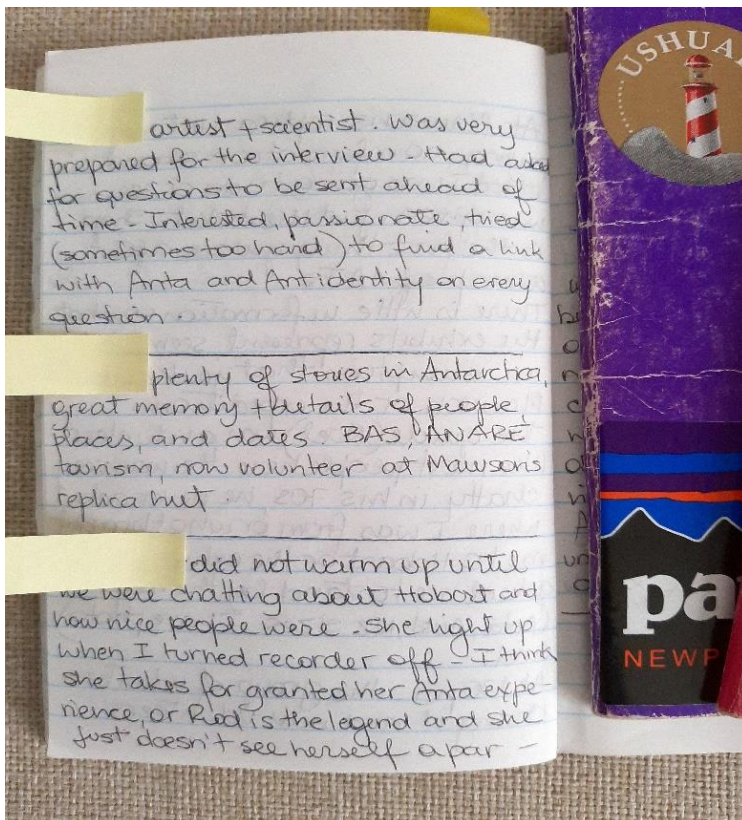 artist + scientist. Was very
prepared for the interview - Had asked
for questions to be sent ahead of
time - Interested, passionate, tried
(sometimes too hard) to find a link
with Anta and Ant identity on every
question.
plenty of stories in Antarctica,
great memory + details of people,
places, and dates. BAS, ANARE
tourism, now volunteer at Mawson's
replica hut
did not warm up until
we were chatting about Hobart and
how nice people were - She light up
when I turned recorder off - I think
she takes for granted her Anta expe
rience, or Rod is the legend and she
just doesn't see herself a par -
USHUAI
pa
NEWP